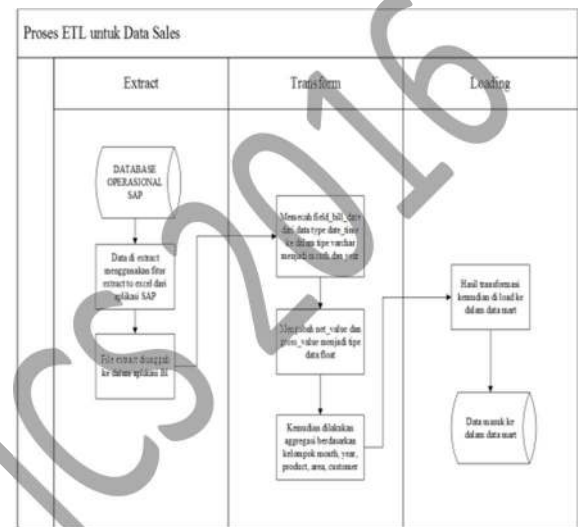 Proses ETL untuk Data Sales
Extract
Transform
Loading
DATABASE
OPERASIONAL
SAP
Data di extract
menggunakan fitur
extract to excel dari
aplikasi SAP
File extract diunggah
ke dalam aplikasi BI
Memecah field_bill_date
dari data type date_time
ke dalam tipe varchar
menjadi month dan year
Mengubah net_value dan
gross_value menjadi tipe
data float
Kemudian dilakukan
aggregasi berdasarkan
kelompok month, year,
product, area, customer
Hasil transformasi
kemudian di load ke
dalam data mart
Data masuk ke
dalam data mart
ICS 2016